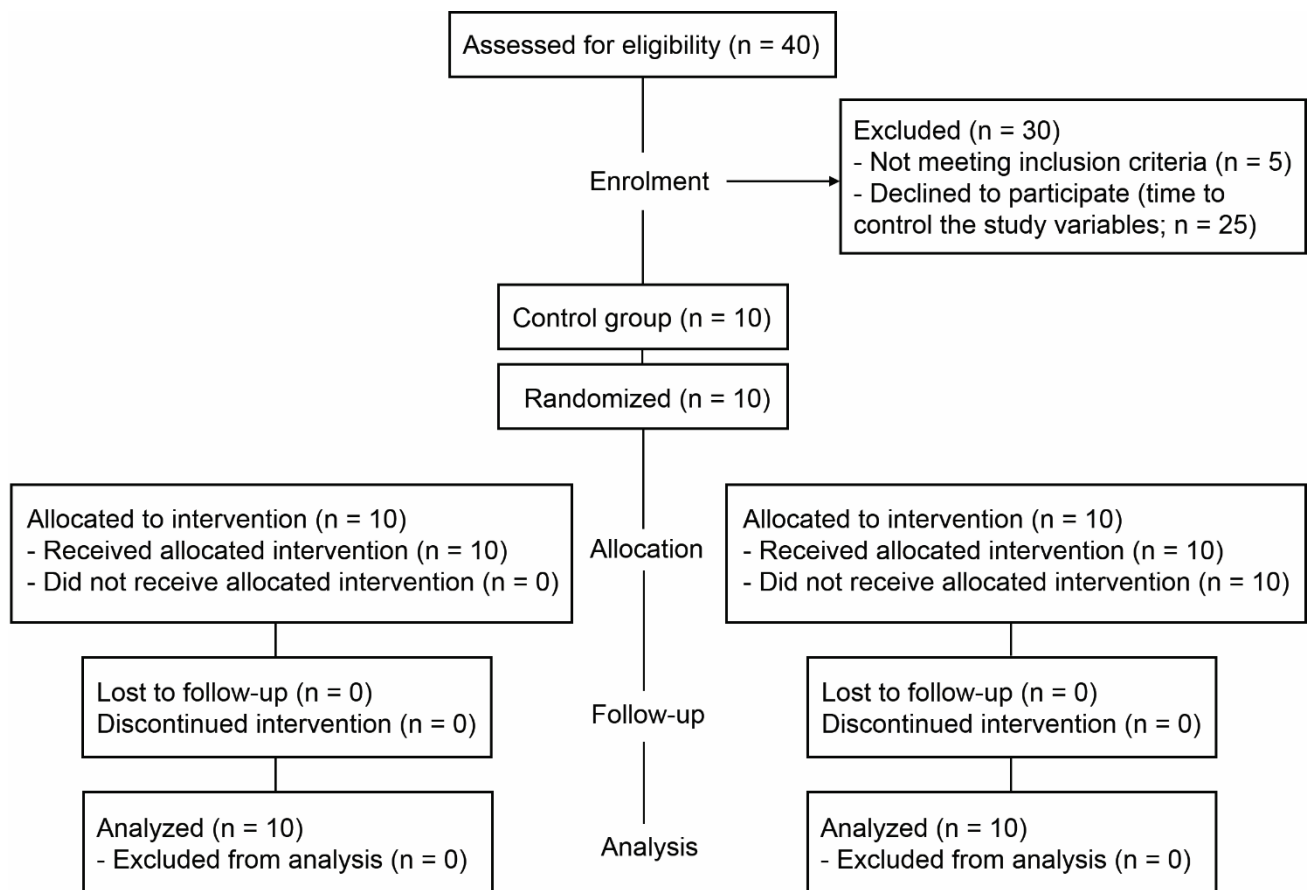 Assessed for eligibility (n = 40)
Excluded (n = 30)
- Not meeting inclusion criteria (n = 5)
- Declined to participate (time to
control the study variables; n = 25)
Enrolment
Control group (n = 10)
Randomized (n = 10)
Allocated to intervention (n = 10)
- Received allocated intervention (n = 10)
- Did not receive allocated intervention (n = 0)
Allocation
Allocated to intervention (n = 10)
- Received allocated intervention (n = 10)
- Did not receive allocated intervention (n = 10)
Lost to follow-up (n = 0)
Discontinued intervention (n = 0)
Follow-up
Lost to follow-up (n = 0)
Discontinued intervention (n = 0)
Analyzed (n = 10)
- Excluded from analysis (n = 0)
Analysis
Analyzed (n = 10)
- Excluded from analysis (n = 0)